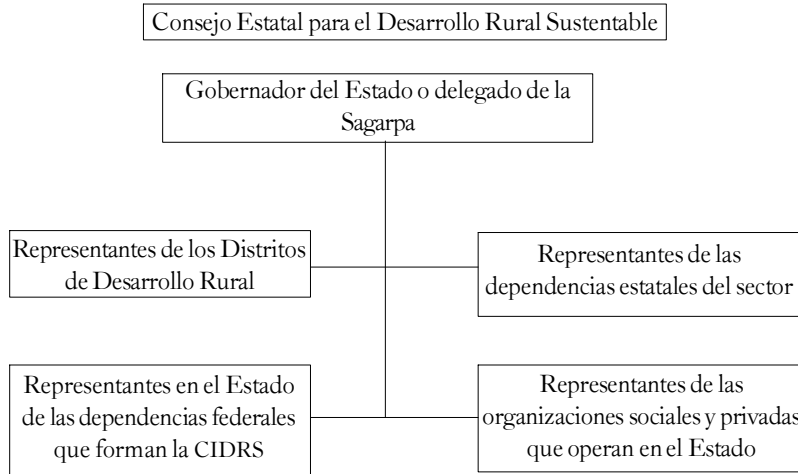 Consejo Estatal para el Desarrollo Rural Sustentable
Gobernador del Estado o delegado de la
Sagarpa
Representantes de los Distritos
de Desarrollo Rural
Representantes de las
dependencias estatales del sector
Representantes en el Estado
de las dependencias federales
que forman la CIDRS
Representantes de las
organizaciones sociales y privadas
que operan en el Estado